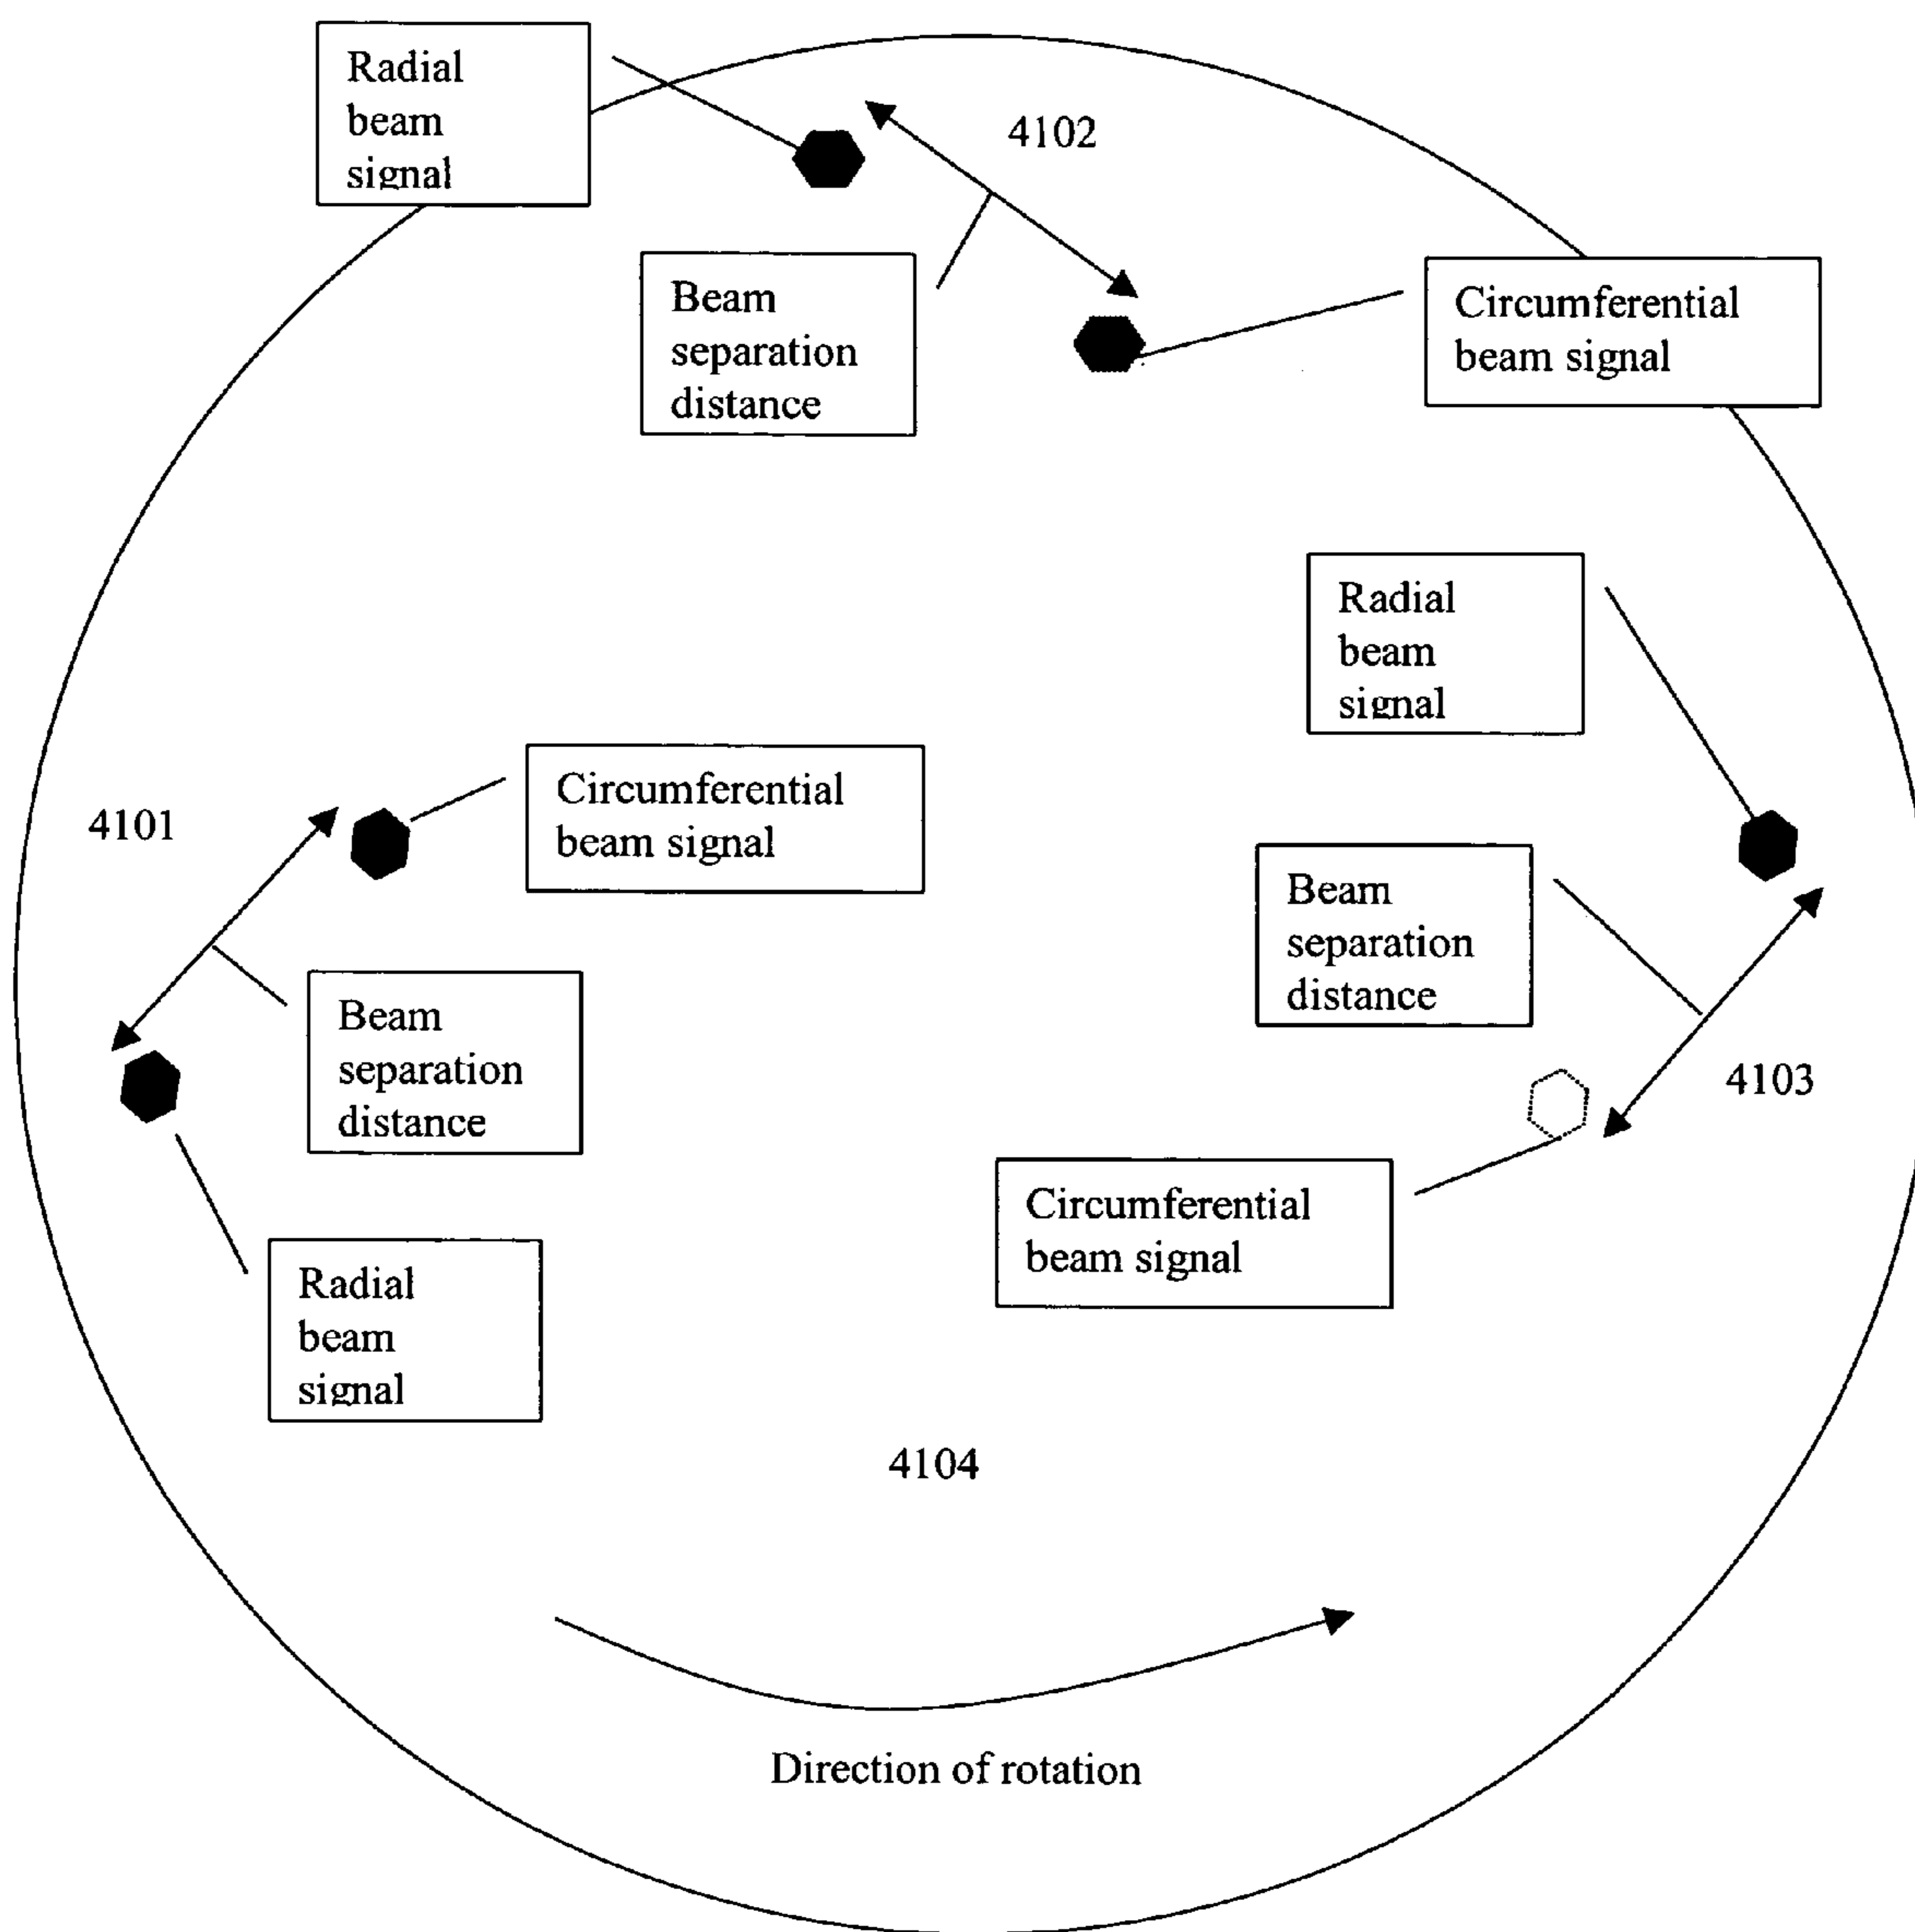 Radial
beam
signal
4102
Beam
separation
distance
Circumferential
beam signal
Radial
beam
signal
4101
Circumferential
beam signal
Beam
separation
distance
Beam
separation
distance
4103
Circumferential
beam signal
Radial
beam
signal
4104
Direction of rotation